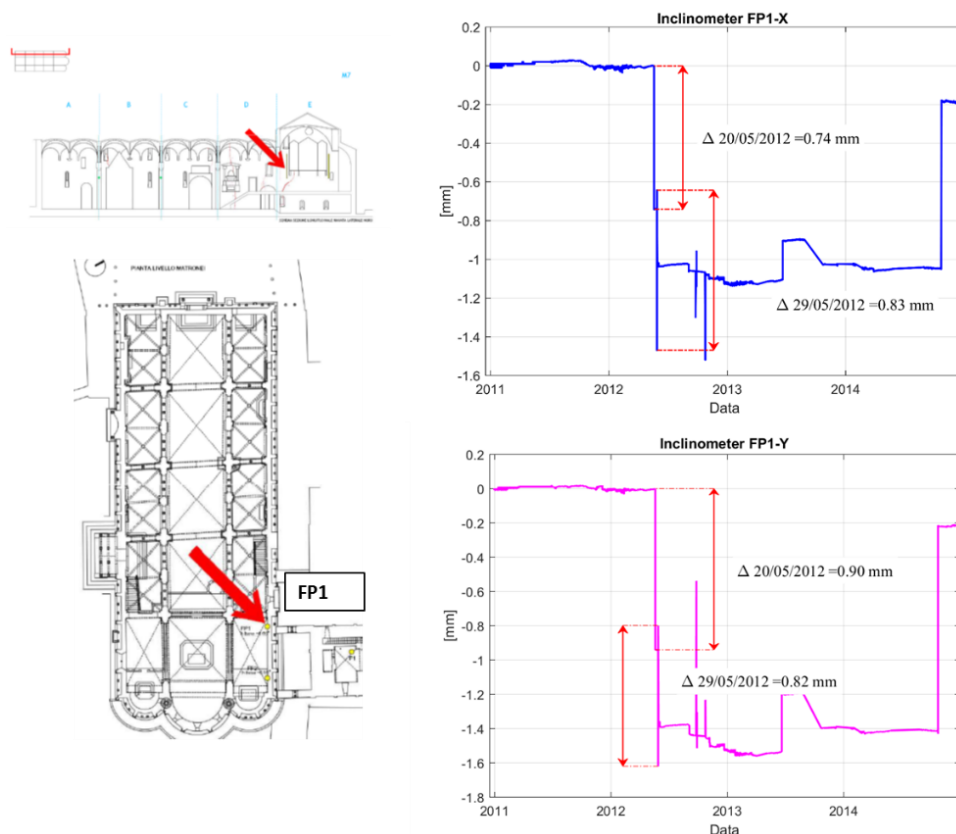 M7
A B C D E
PIANTA LIVELLO MATRONEI
FP1
FP1
Inclinometer FP1-X
0.2
0
-0.2
-0.4
-0.6
-0.8
-1
-1.2
-1.4
-1.6
[mm]
Δ 20/05/2012 =0.74 mm
Δ 29/05/2012 =0.83 mm
2011 2012 2013 2014
Data
Inclinometer FP1-Y
0.2
0
-0.2
-0.4
-0.6
-0.8
-1
-1.2
-1.4
-1.6
-1.8
[mm]
Δ 20/05/2012 =0.90 mm
Δ 29/05/2012 =0.82 mm
2011 2012 2013 2014
Data